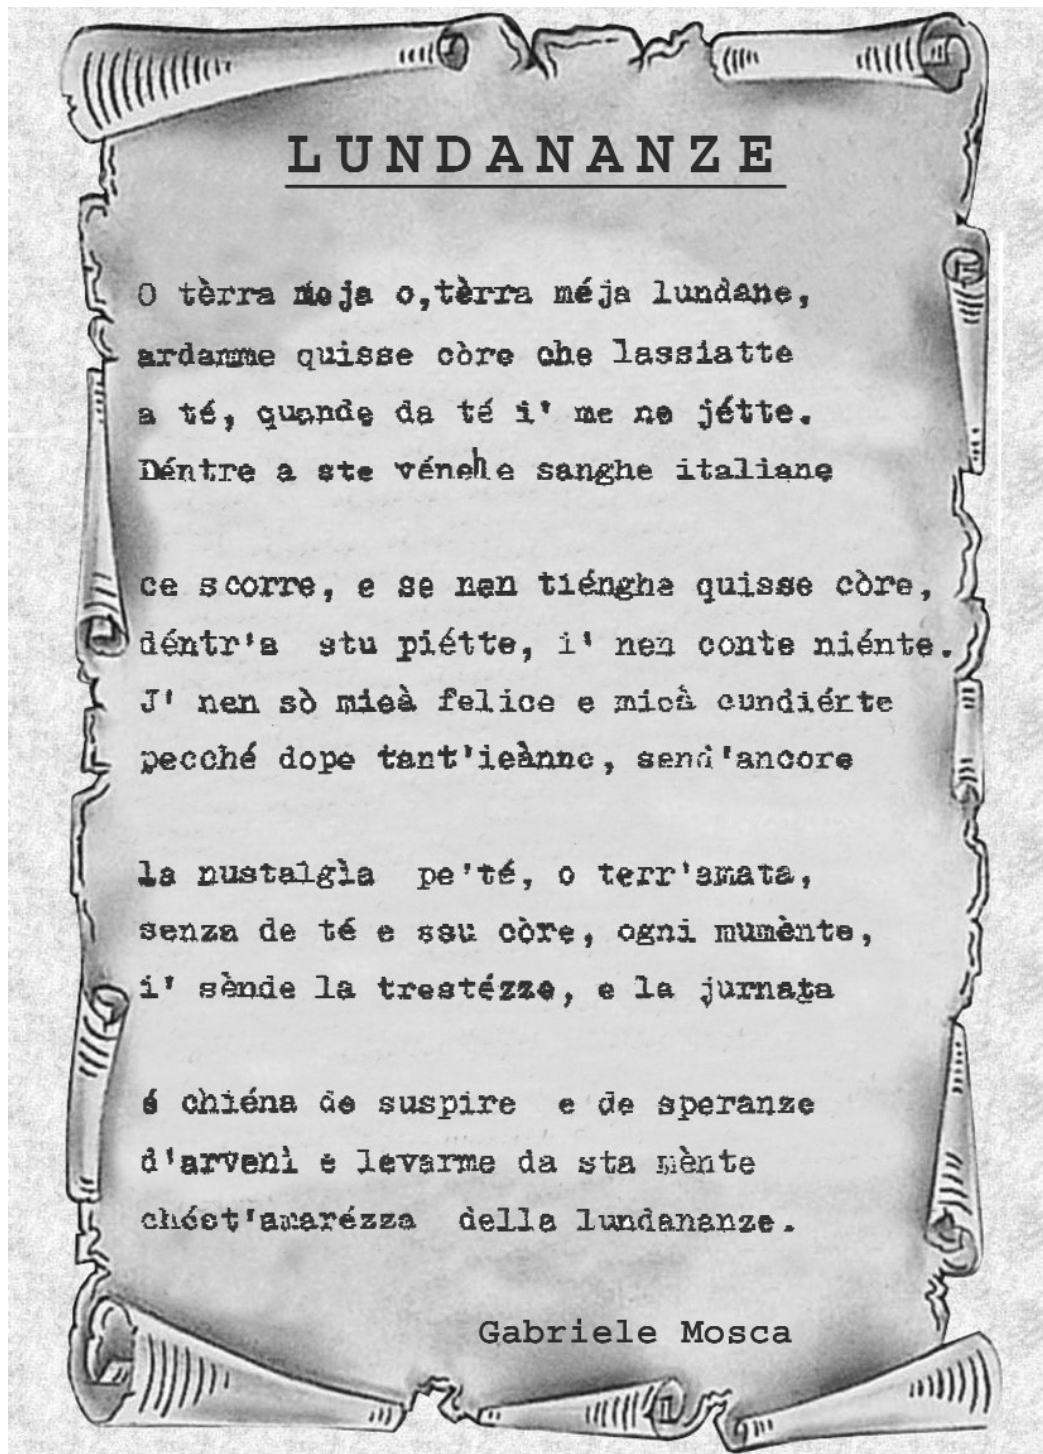 LUNDANANZE
O tèrra meja o,tèrra méja lundane,
ardamme quisse còre che lassiatte
a té, quande da té i' me ne jétte.
Déntre a ste vénehe sanghe italiane
ce scorre, e se nen tiénghe quisse còre,
déntr'a stu piétte, i' nen conte niénte.
J' nen sò micà felice e micà cundiénte
pecché dope tant'ieànne, send'ancore
la nustalgìa pe'té, o terr'amata,
senza de té e ssu còre, ogni mumènte,
i' sènde la trestézze, e la jurnata
é chiéna de suspire e de speranze
d'arvenì e levarme da sta mènte
chést'amarézza della lundananze.
Gabriele Mosca